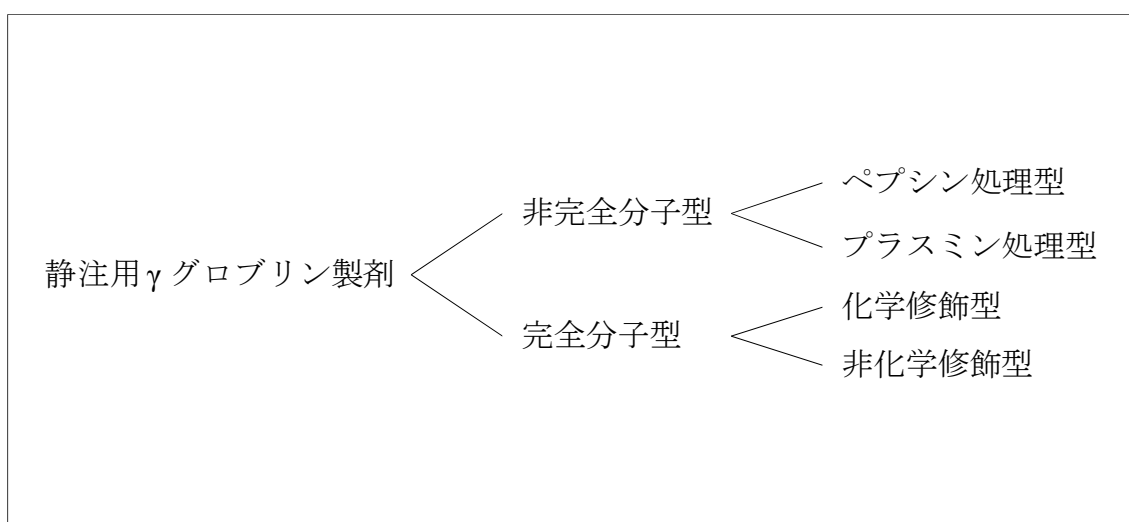 静注用γグロブリン製剤
非完全分子型
ペプシン処理型
プラスミン処理型
完全分子型
化学修飾型
非化学修飾型